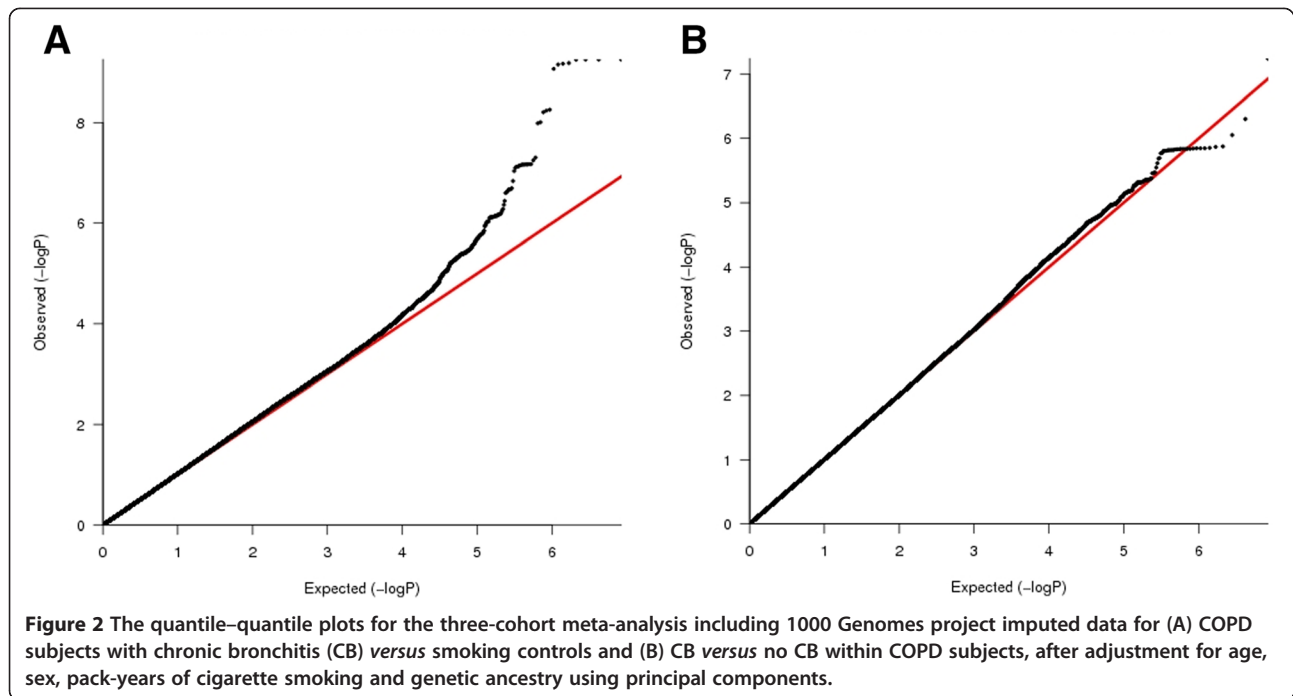 A
B
8
6
4
2
0
Observed (−logP)
0 1 2 3 4 5 6
Expected (−logP)
7
6
5
4
3
2
1
0
Observed (−logP)
0 1 2 3 4 5 6
Expected (−logP)
Figure 2 The quantile–quantile plots for the three-cohort meta-analysis including 1000 Genomes project imputed data for (A) COPD
subjects with chronic bronchitis (CB) versus smoking controls and (B) CB versus no CB within COPD subjects, after adjustment for age,
sex, pack-years of cigarette smoking and genetic ancestry using principal components.